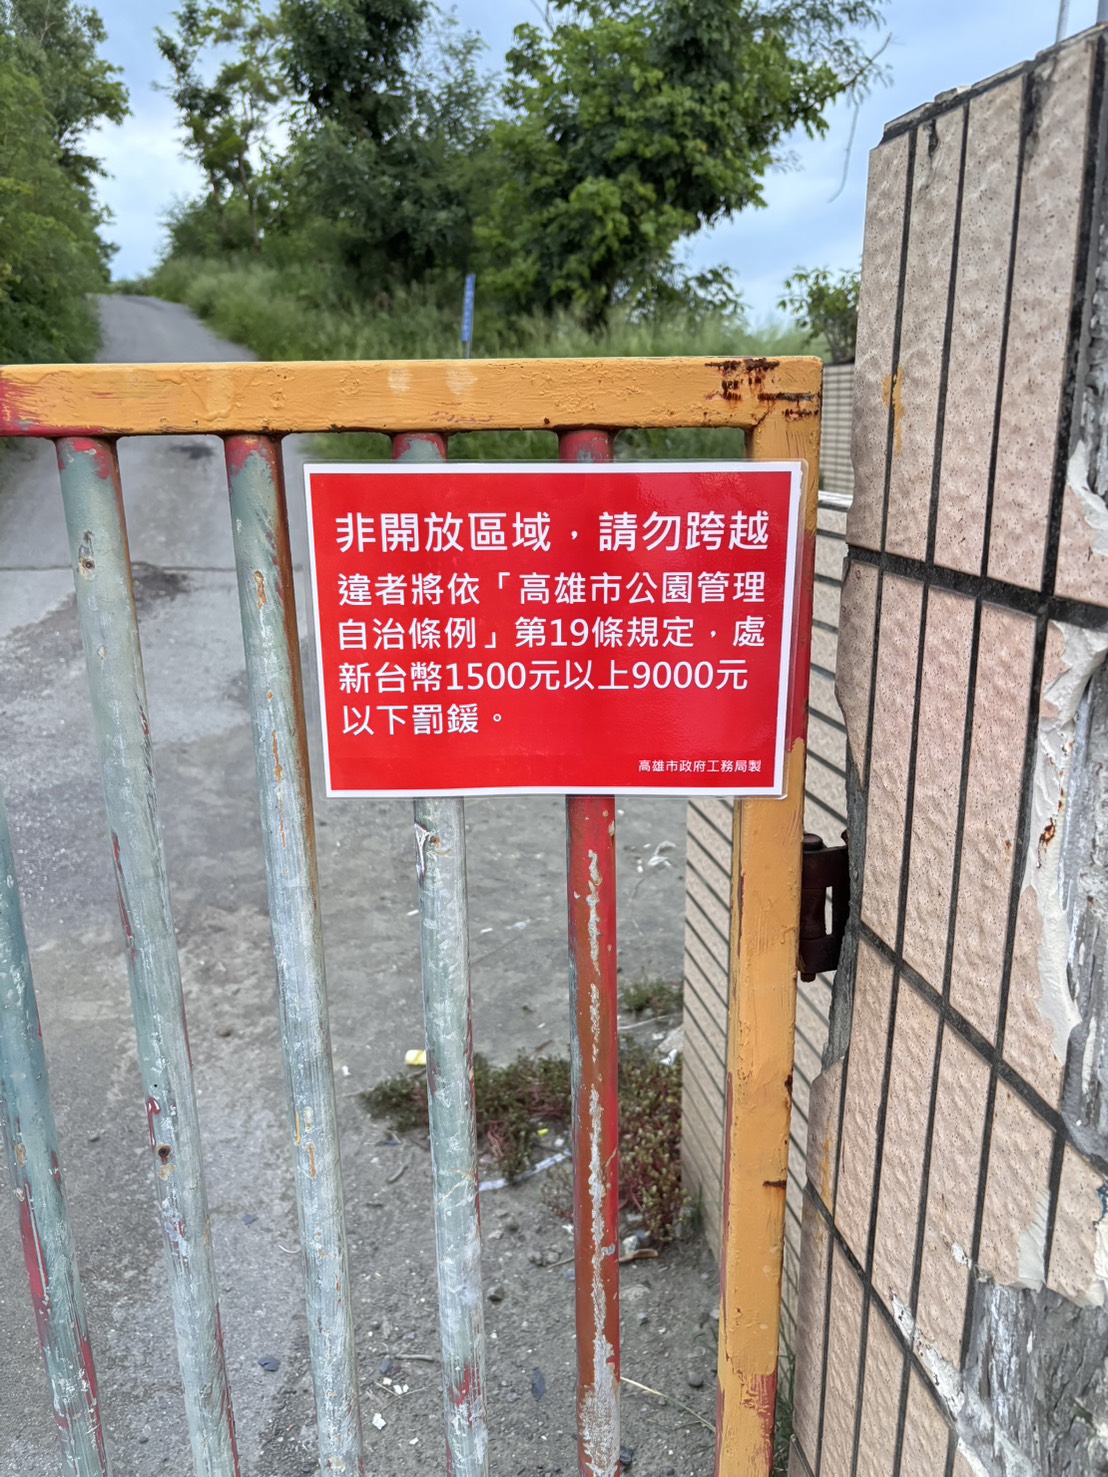 非開放區域，請勿跨越
違者將依「高雄市公園管理
自治條例」第19條規定，處
新台幣1500元以上9000元
以下罰鍰。
高雄市政府工務局製